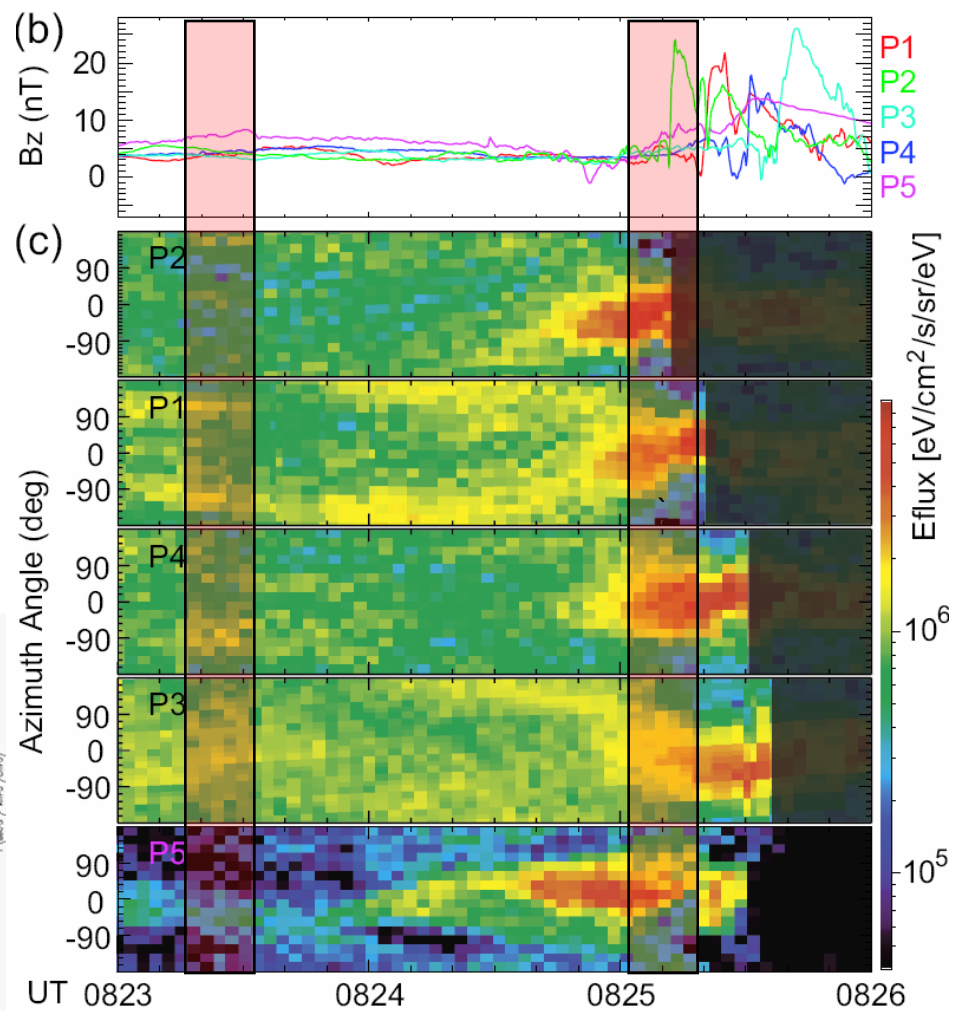 (b)
Bz (nT)
20
10
0
P1
P2
P3
P4
P5
(c)
Azimuth Angle (deg)
P2
90
0
-90
P1
90
0
-90
P4
90
0
-90
P3
90
0
-90
P5
90
0
-90
UT 0823 0824 0825 0826
Eflux [eV/cm²/s/sr/eV]
10⁶
10⁵